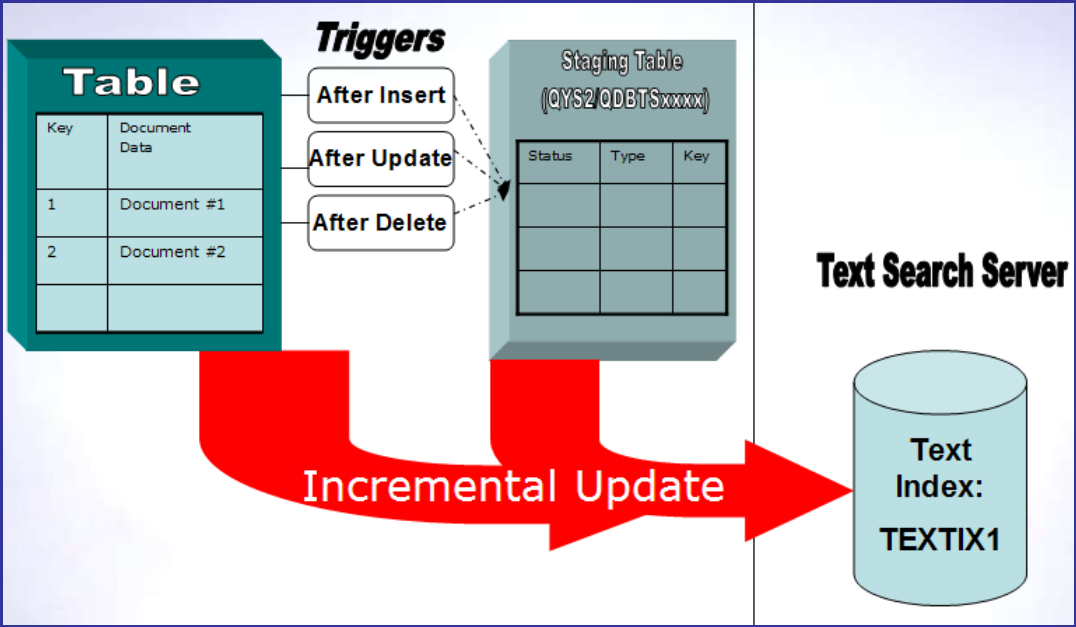 Triggers
Table
Key Document Data
1 Document #1
2 Document #2
After Insert
After Update
After Delete
Staging Table
(QYS2/QDBTSxxxx)
Status Type Key
Text Search Server
Text
Index:
TEXTIX1
Incremental Update